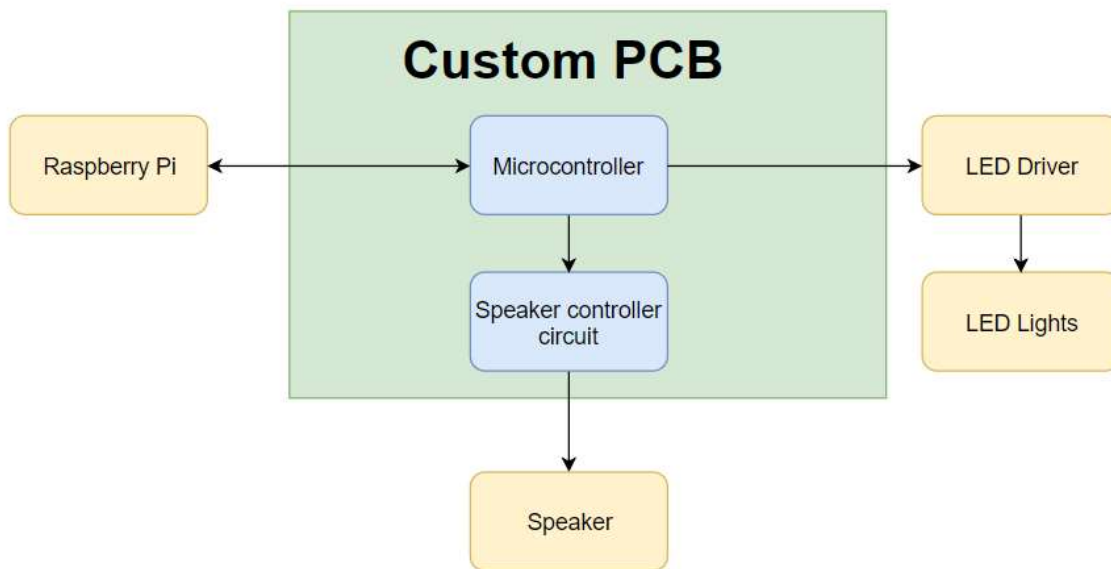 Custom PCB
Raspberry Pi
Microcontroller
LED Driver
Speaker controller
circuit
LED Lights
Speaker